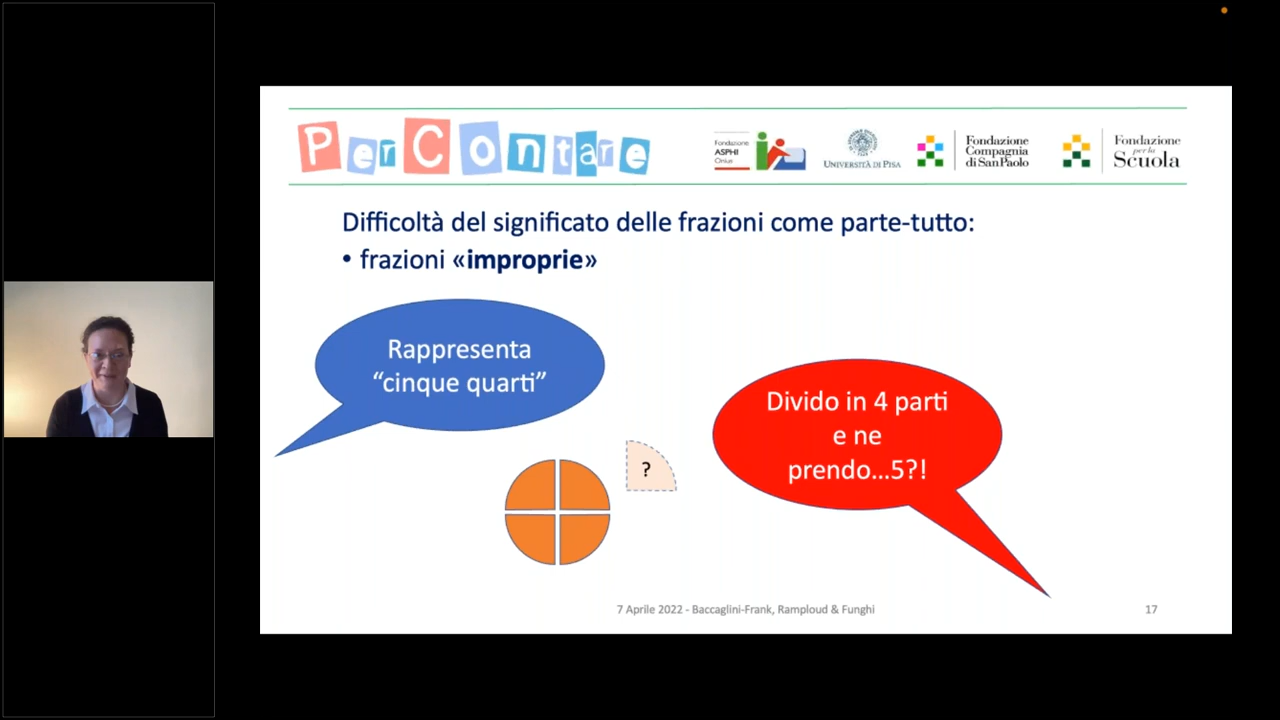 PerContare
Fondazione
ASPHI
Onlus
UNIVERSITÀ DI PISA
Fondazione
Compagnia
di San Paolo
Fondazione
per la
Scuola
Difficoltà del significato delle frazioni come parte-tutto:
• frazioni «improprie»
Rappresenta
“cinque quarti”
Divido in 4 parti
e ne
prendo...5?!
?
7 Aprile 2022 - Baccaglini-Frank, Ramploud & Funghi
17